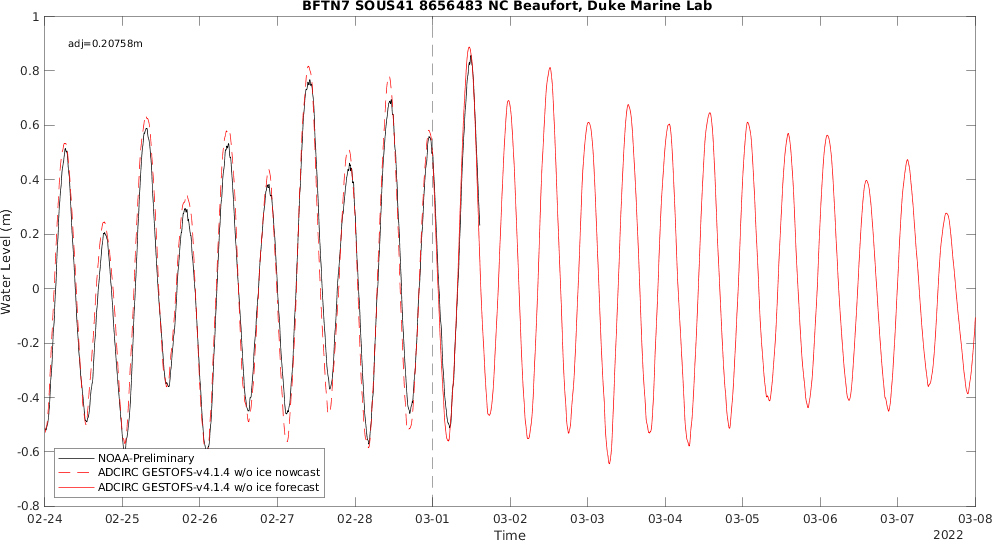 BFTN7 SOUS41 8656483 NC Beaufort, Duke Marine Lab
adj=0.20758m
1
0.8
0.6
0.4
0.2
0
-0.2
-0.4
-0.6
-0.8
Water Level (m)
NOAA-Preliminary
ADCIRC GESTOFS-v4.1.4 w/o ice nowcast
ADCIRC GESTOFS-v4.1.4 w/o ice forecast
02-24 02-25 02-26 02-27 02-28 03-01 03-02 03-03 03-04 03-05 03-06 03-07 03-08
Time
2022